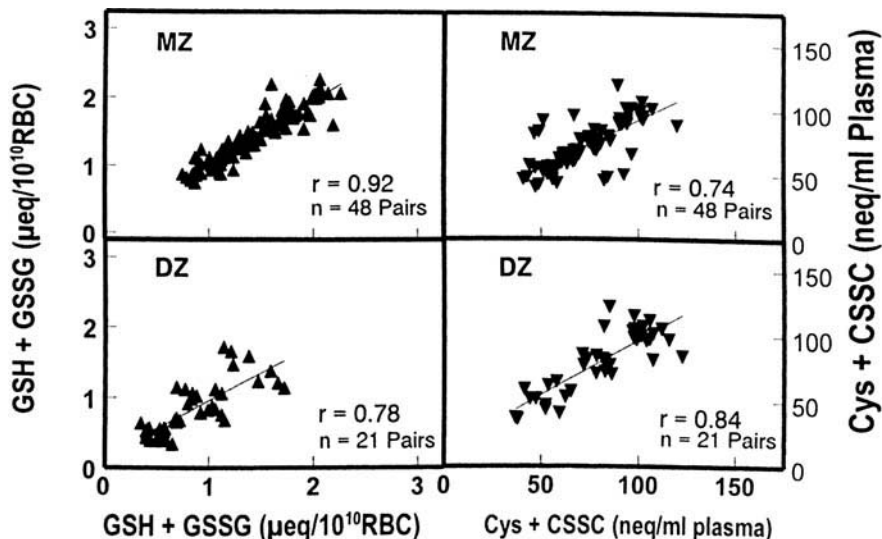 GSH + GSSG (µeq/10¹⁰RBC)
3
2
1
0
MZ
r = 0.92
n = 48 Pairs
MZ
r = 0.74
n = 48 Pairs
150
100
50
0
Cys + CSSC (neq/ml Plasma)
3
2
1
0
DZ
r = 0.78
n = 21 Pairs
DZ
r = 0.84
n = 21 Pairs
150
100
50
0
0 1 2 3
50 100 150
GSH + GSSG (µeq/10¹⁰RBC)
Cys + CSSC (neq/ml plasma)